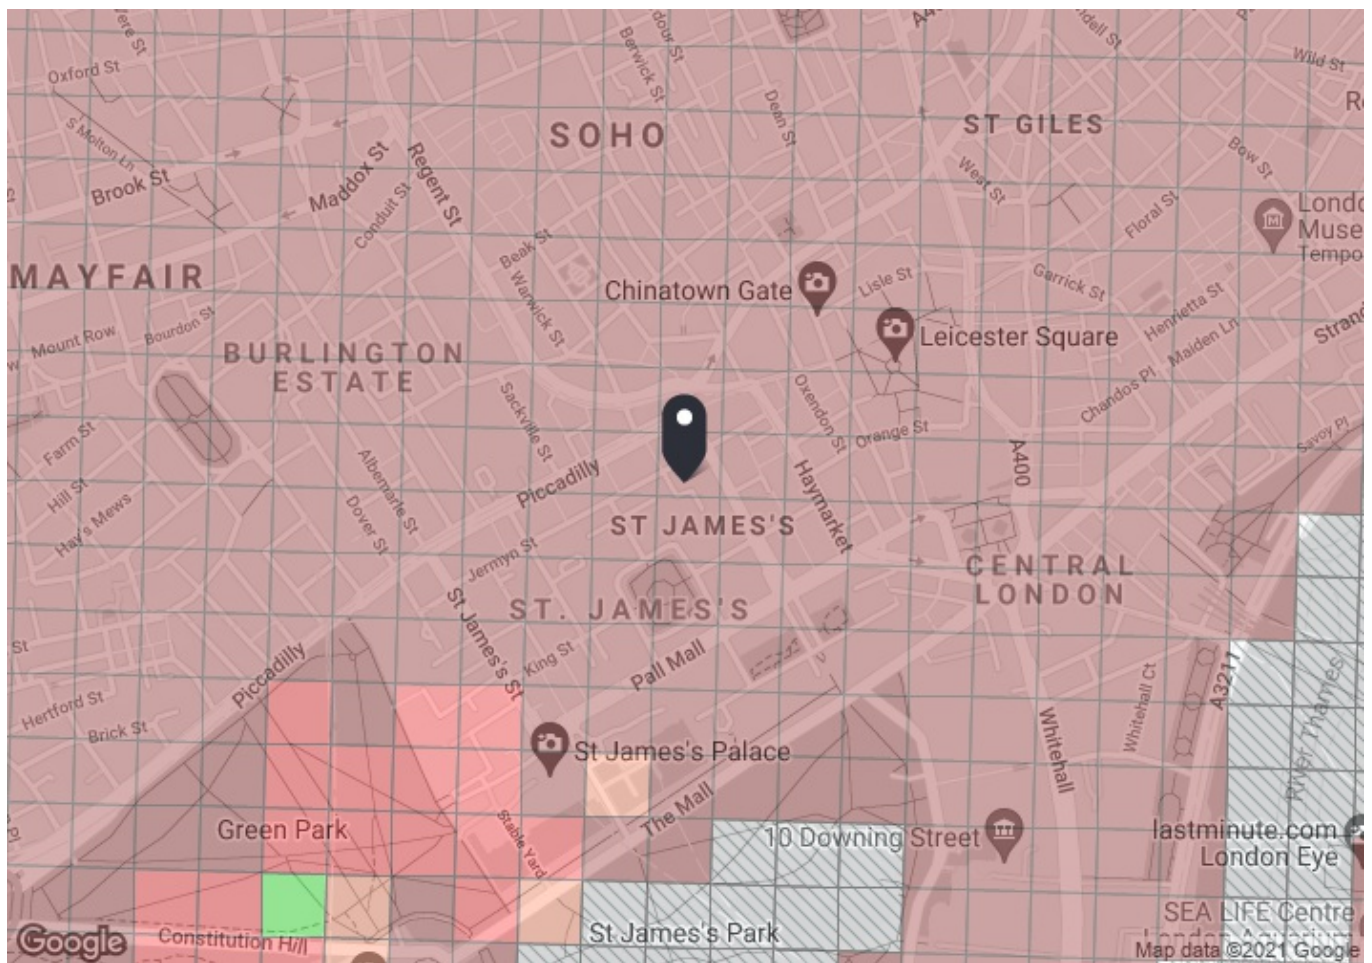 Vere St
Berwick St
Oxford St
Wild St
Dean St
SOHO
ST GILES
S Molton Ln
Bow St
Maddox St
Regent St
Brook St
West St
Conduit St
Floral St
Beak St
MAYFAIR
Chinatown Gate
Lisle St
Garrick St
Henrietta St
Warwick St
Bourdon St
Mount Row
Leicester Square
Maiden Ln
BURLINGTON
ESTATE
Chandos Pl
Sackville St
Oxendon St
Orange St
Savoy Pl
Farm St
A400
Albemarle St
Piccadilly
Haymarket
Hill St
Hay's Mews
Dover St
ST JAMES'S
Jermyn St
CENTRAL
LONDON
St James's St
ST. JAMES'S
King St
Pall Mall
Piccadilly
A3211
Hertford St
Brick St
Whitehall Ct
Whitehall
River Thames
St James's Palace
The Mall
Stable Yard
Green Park
10 Downing Street
lastminute.com
London Eye
SEA LIFE Centre
St James's Park
Constitution Hill
Google
Map data ©2021 Google